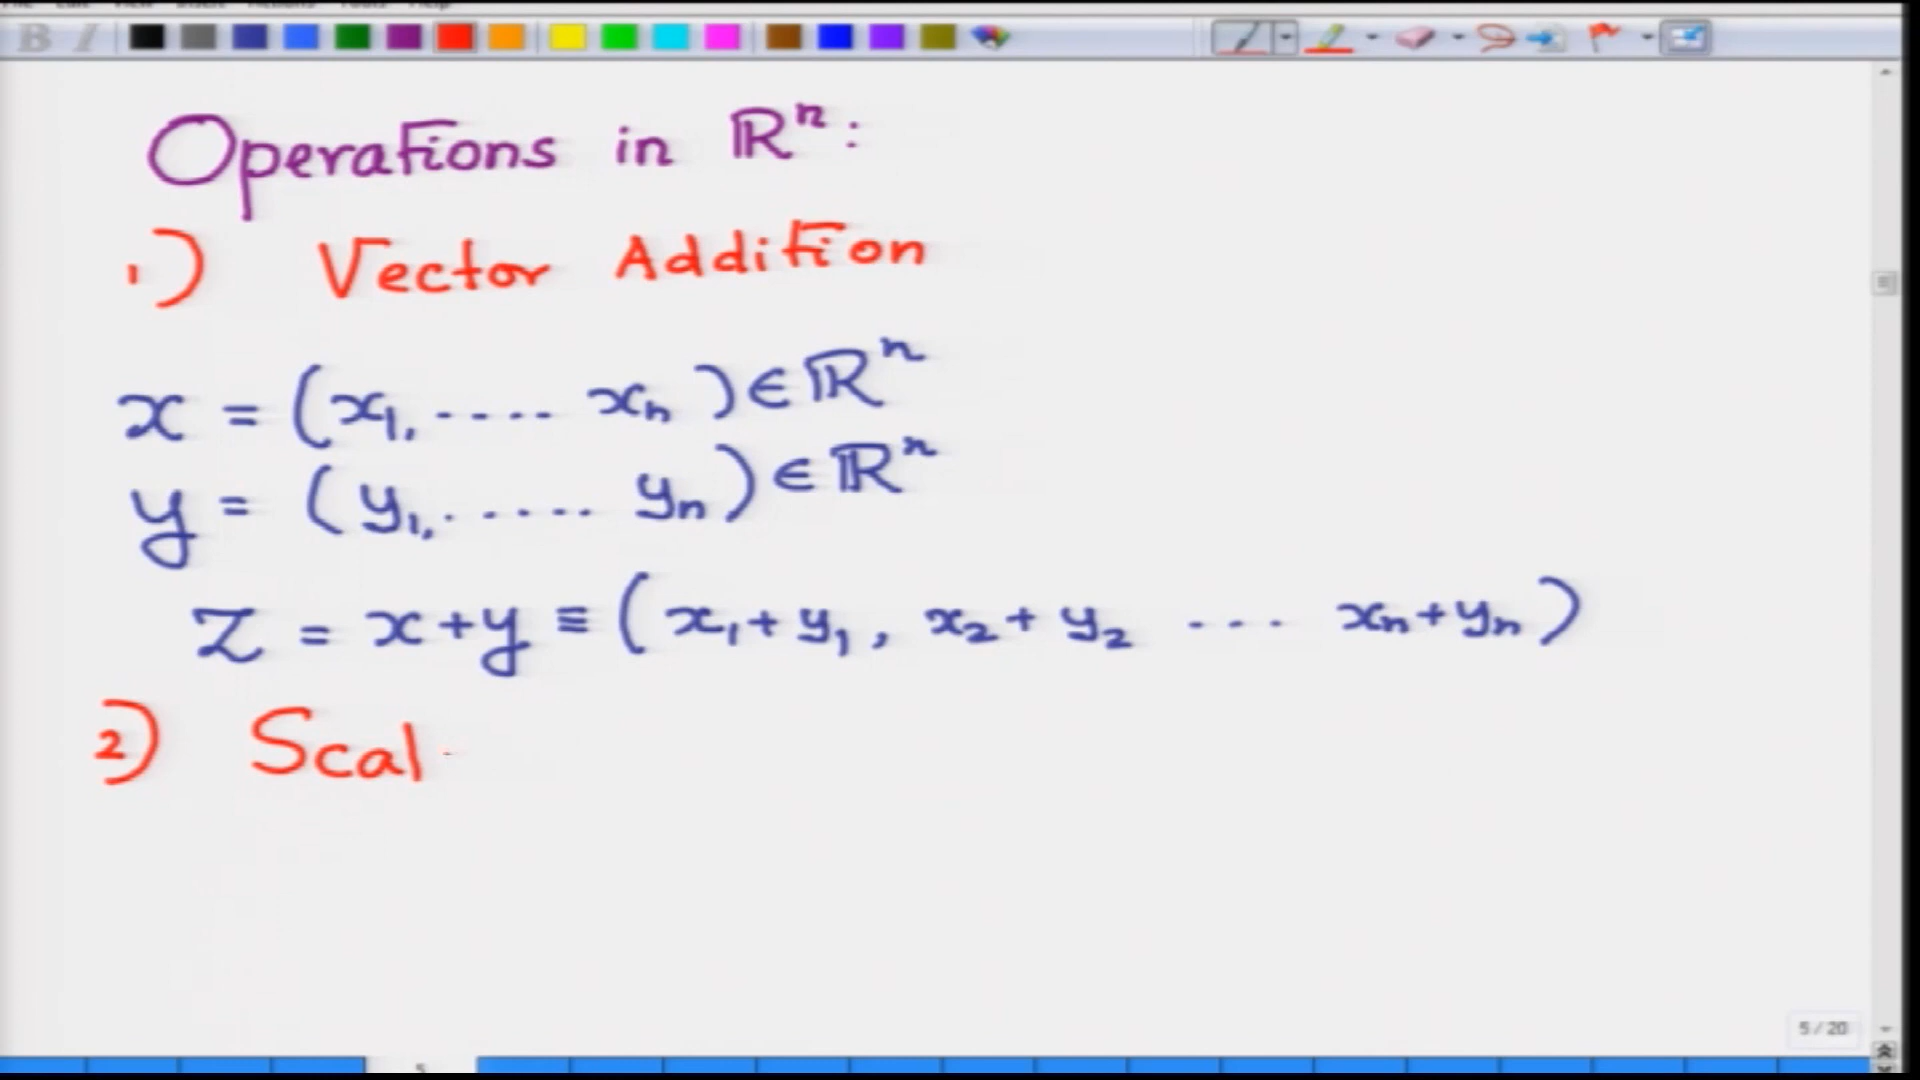 B I
Operations in ℝⁿ:
1) Vector Addition
x = (x₁, .... xₙ) ∈ ℝⁿ
y = (y₁, ...... yₙ) ∈ ℝⁿ
z = x+y ≡ (x₁+y₁, x₂+y₂ ... xₙ+yₙ)
2) Scal
5 / 20
5